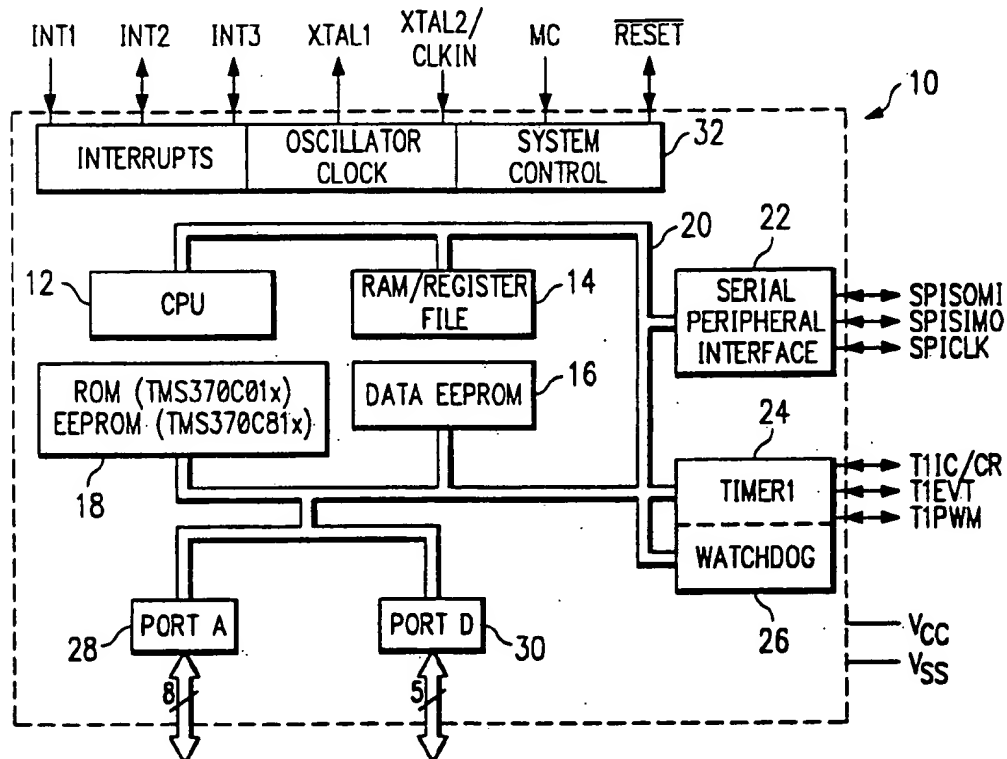 INT1 INT2 INT3 XTAL1 XTAL2/
CLKIN MC RESET
10
INTERRUPTS OSCILLATOR
CLOCK SYSTEM
CONTROL 32
20 22
12 CPU RAM/REGISTER
FILE 14 SERIAL
PERIPHERAL
INTERFACE SPISOMI
SPISIMO
SPICLK
ROM (TMS370C01x)
EEPROM (TMS370C81x)
18
DATA EEPROM 16
24
TIMER1 T1IC/CR
T1EVT
T1PWM
WATCHDOG
26
28 PORT A PORT D 30
8 5
VCC
VSS